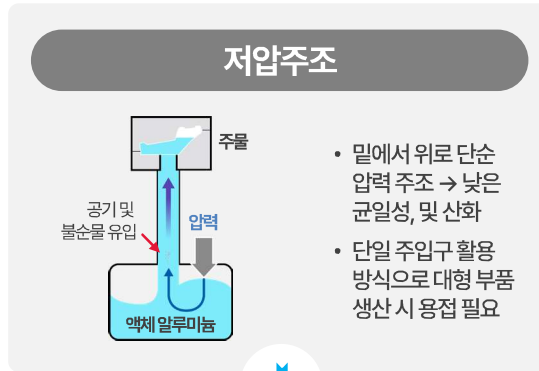 저압주조
주물
공기 및
불순물 유입
압력
액체 알루미늄
• 밑에서 위로 단순
압력 주조 → 낮은
균일성, 및 산화
• 단일 주입구 활용
방식으로 대형 부품
생산 시 용접 필요